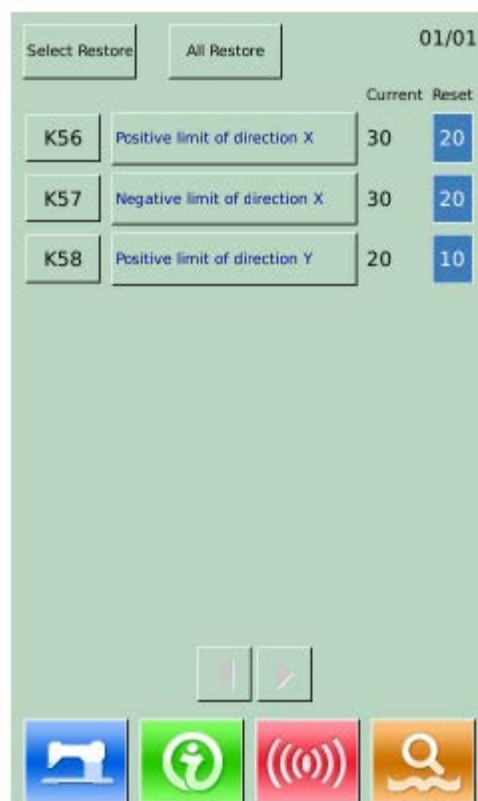 Select Restore All Restore 01/01
Current Reset
K56 Positive limit of direction X 30 20
K57 Negative limit of direction X 30 20
K58 Positive limit of direction Y 20 10